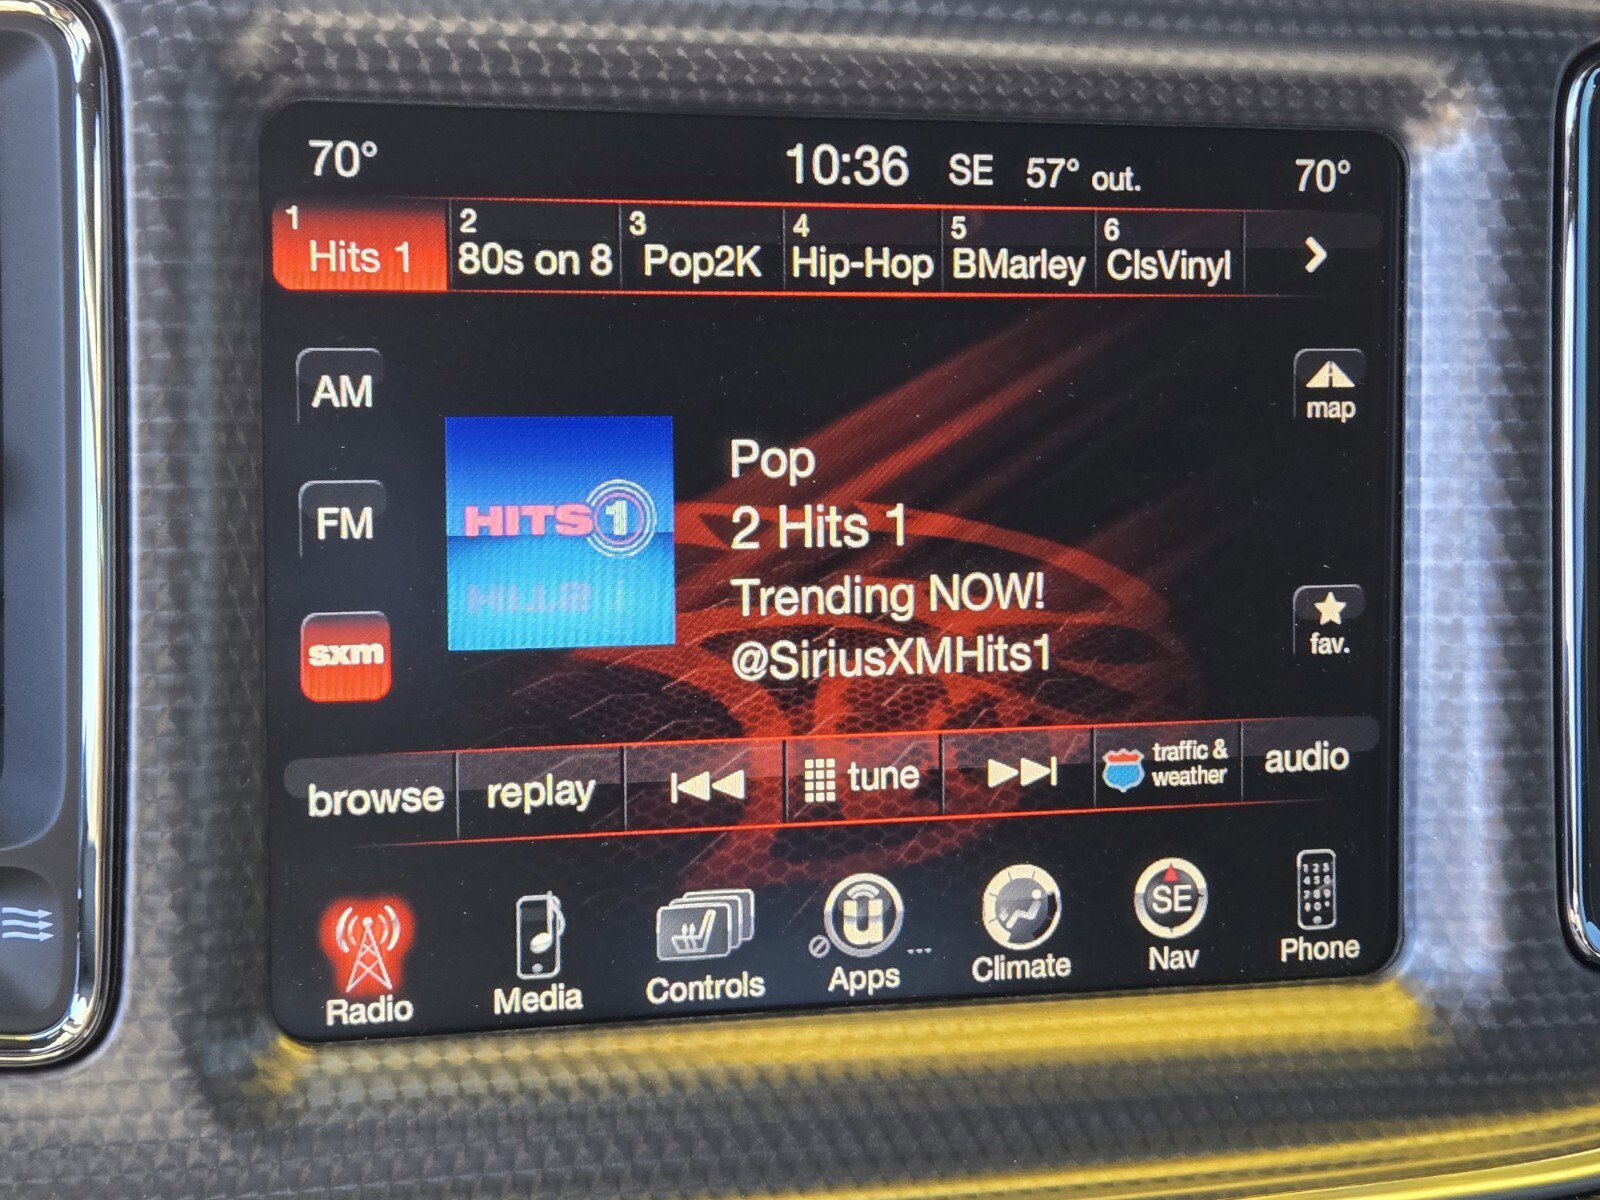 70° 10:36 SE 57° out. 70°
1 2 3 4 5 6
Hits 1 80s on 8 Pop2K Hip-Hop BMarley ClsVinyl
AM
map
HITS 1
Pop
2 Hits 1
FM
Trending NOW!
@SiriusXMHits1
fav.
sxm
browse replay tune traffic & audio
weather
SE
Radio Media Controls Apps Climate Nav Phone